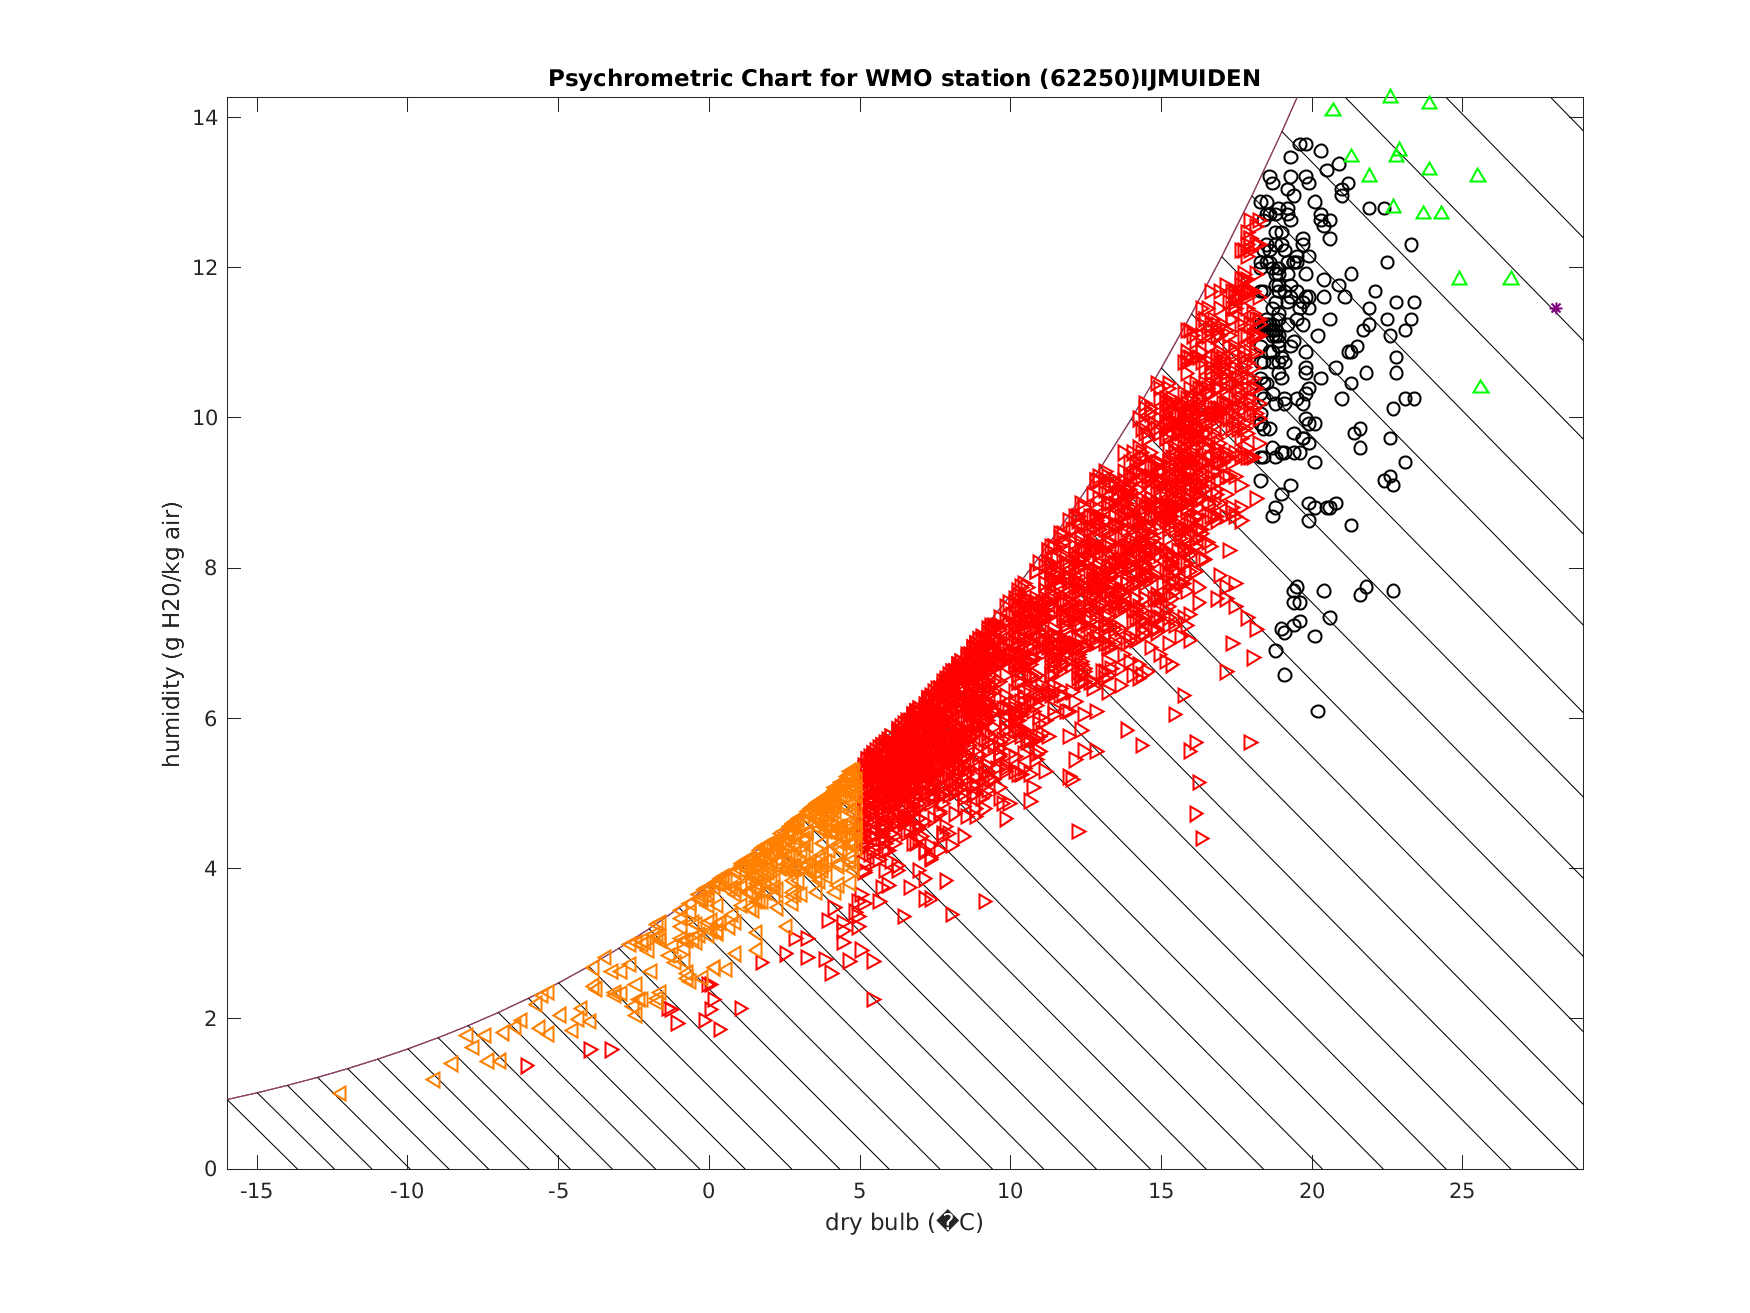 Psychrometric Chart for WMO station (62250)IJMUIDEN
14
12
10
8
6
4
2
0
humidity (g H20/kg air)
-15 -10 -5 0 5 10 15 20 25
dry bulb (�C)